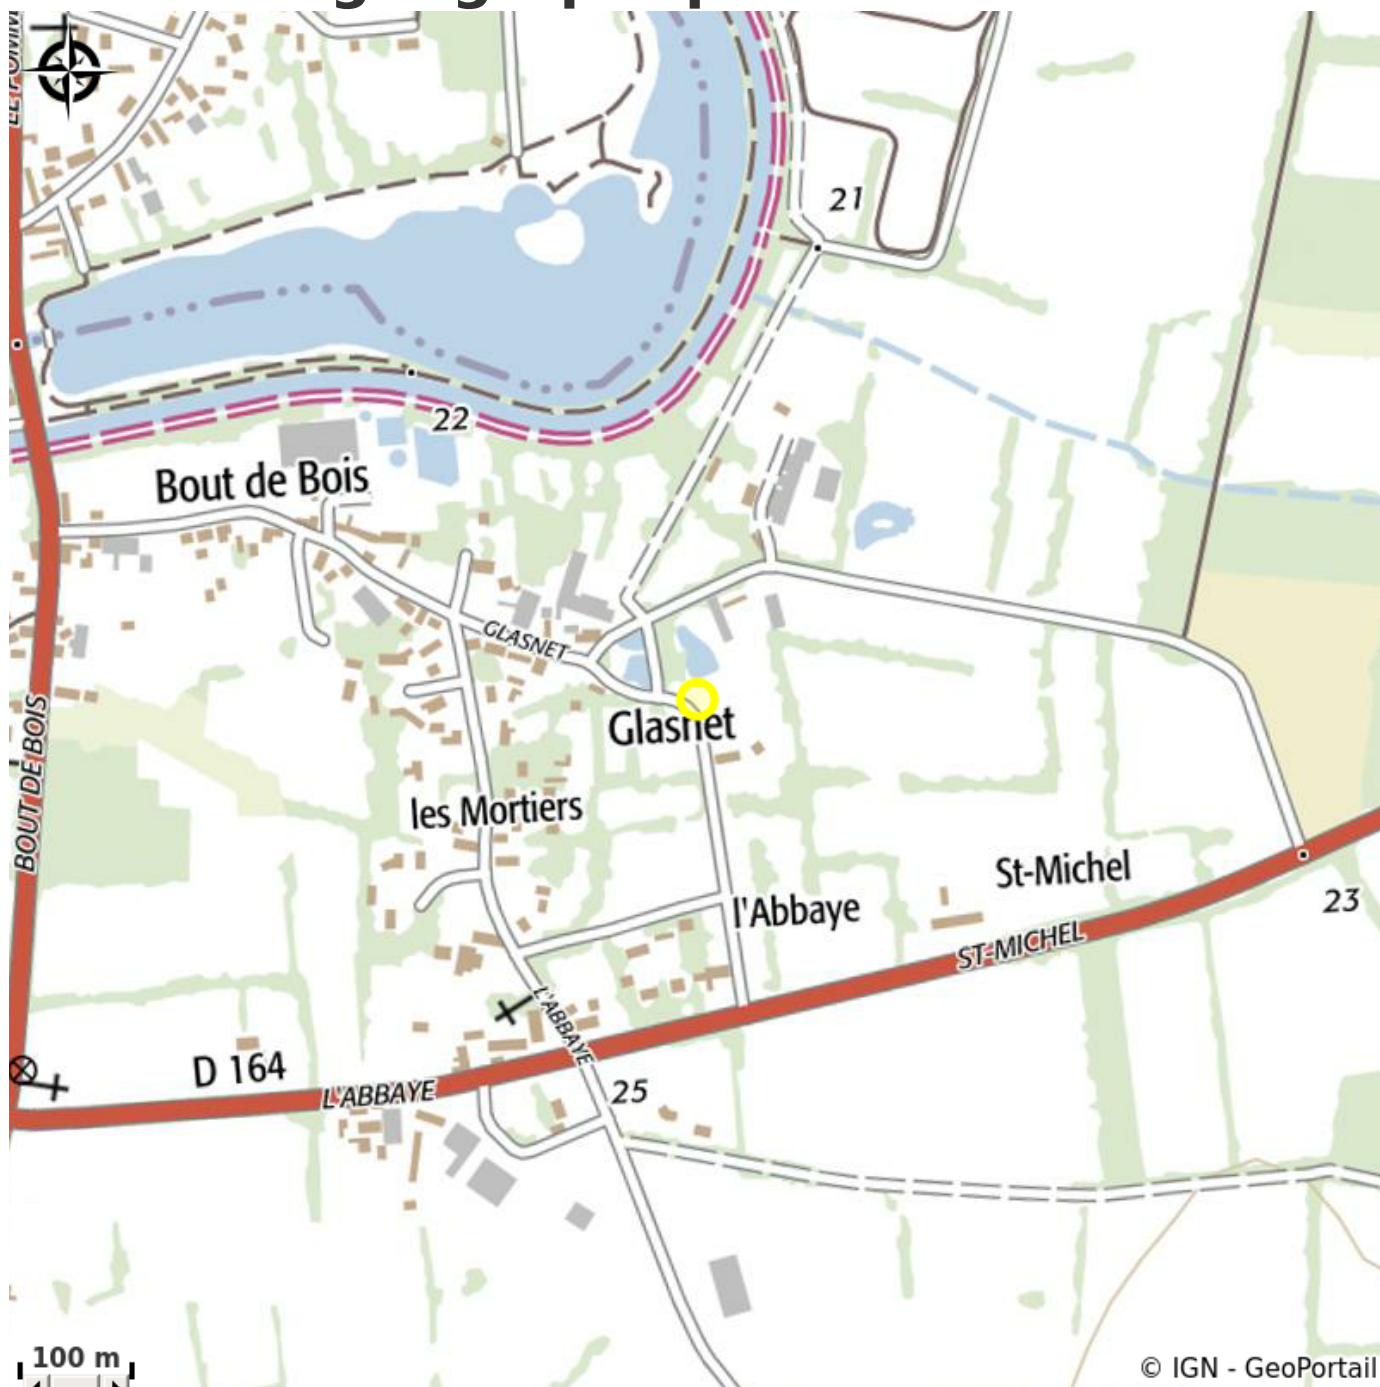 21
22
Bout de Bois
GLASNET
Glasnet
BOUT DE BOIS
les Mortiers
St-Michel
l'Abbaye
23
ST-MICHEL
L'ABBAYE
D 164
25
L'ABBAYE
100 m
© IGN - GeoPortail